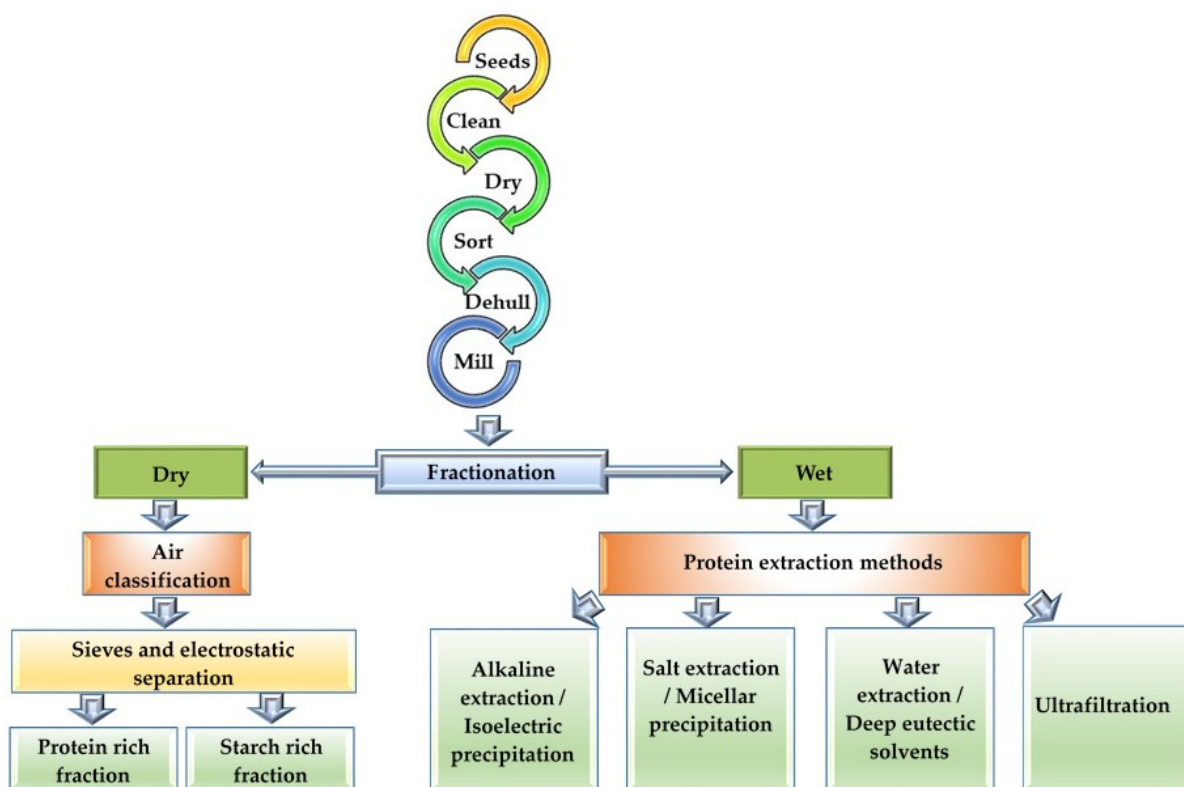 Seeds
Clean
Dry
Sort
Dehull
Mill
Fractionation
Dry
Wet
Air
classification
Protein extraction methods
Sieves and electrostatic
separation
Protein rich
fraction
Starch rich
fraction
Alkaline
extraction /
Isoelectric
precipitation
Salt extraction
/ Micellar
precipitation
Water
extraction /
Deep eutectic
solvents
Ultrafiltration